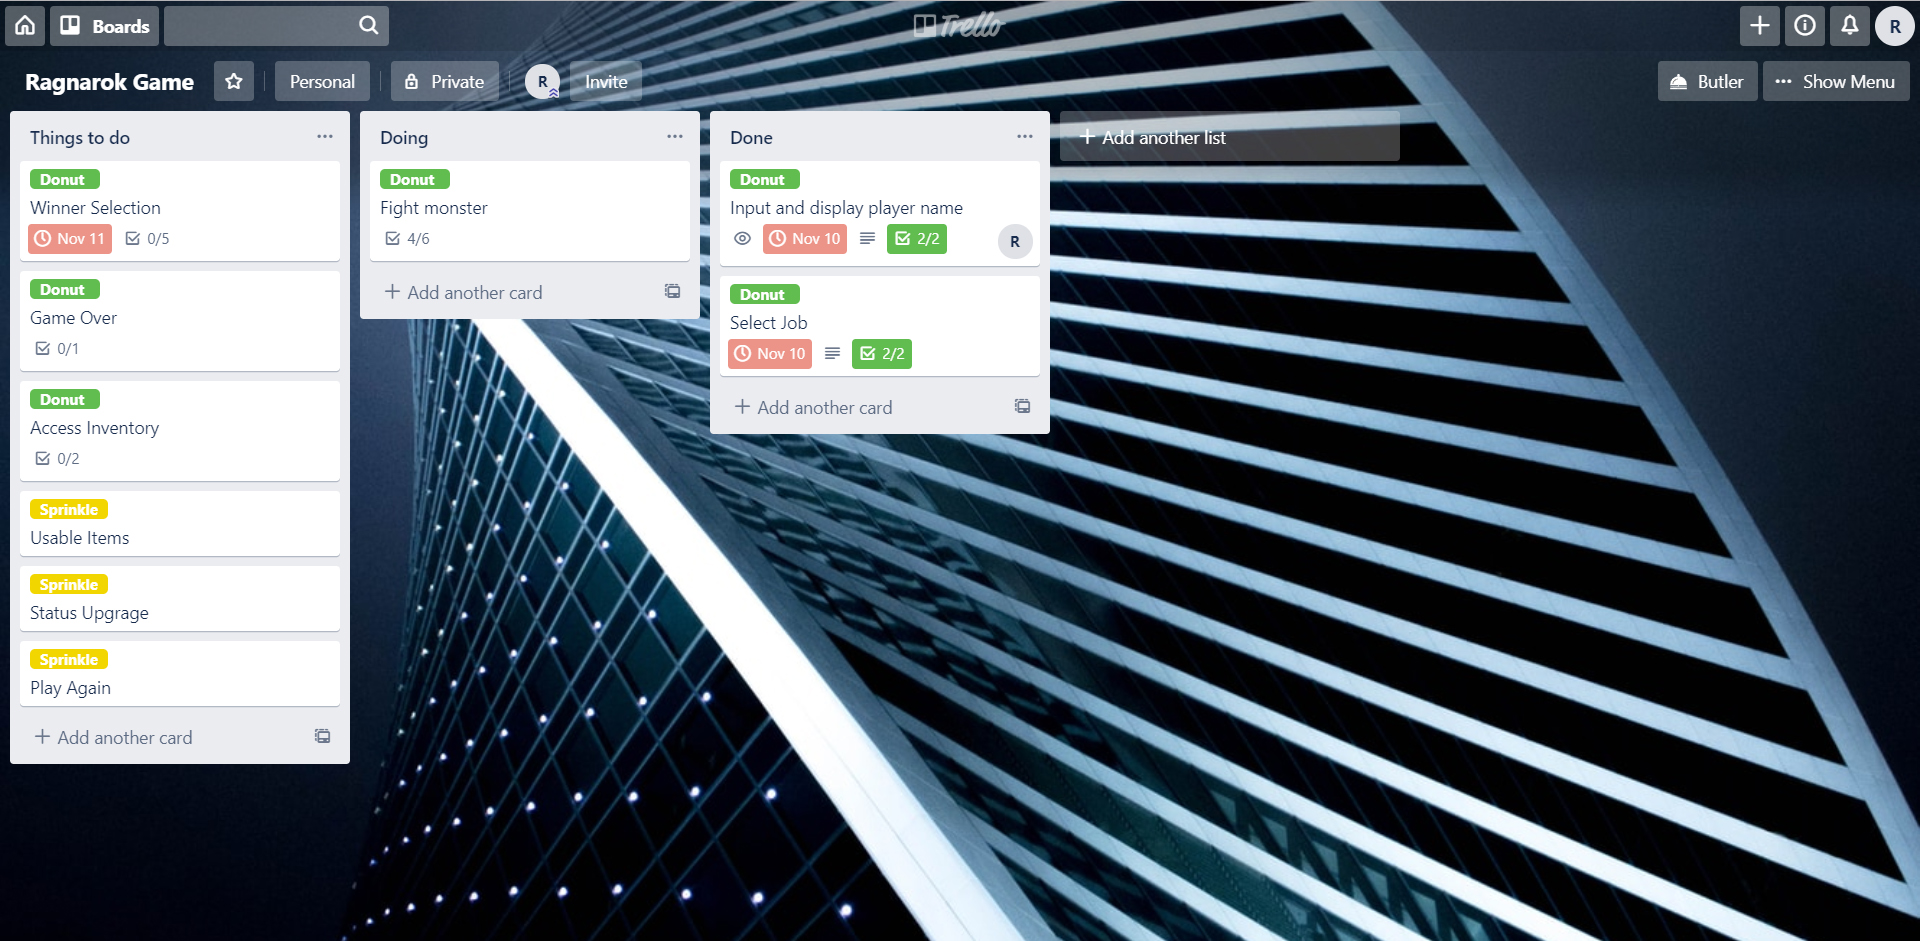 Boards
Trello
R
Ragnarok Game
Personal
Private
R
Invite
Butler
Show Menu
Things to do
Donut
Winner Selection
Nov 11
0/5
Donut
Game Over
0/1
Donut
Access Inventory
0/2
Sprinkle
Usable Items
Sprinkle
Status Upgrage
Sprinkle
Play Again
+ Add another card
Doing
Donut
Fight monster
4/6
+ Add another card
Done
Donut
Input and display player name
Nov 10
2/2
R
Donut
Select Job
Nov 10
2/2
+ Add another card
+ Add another list